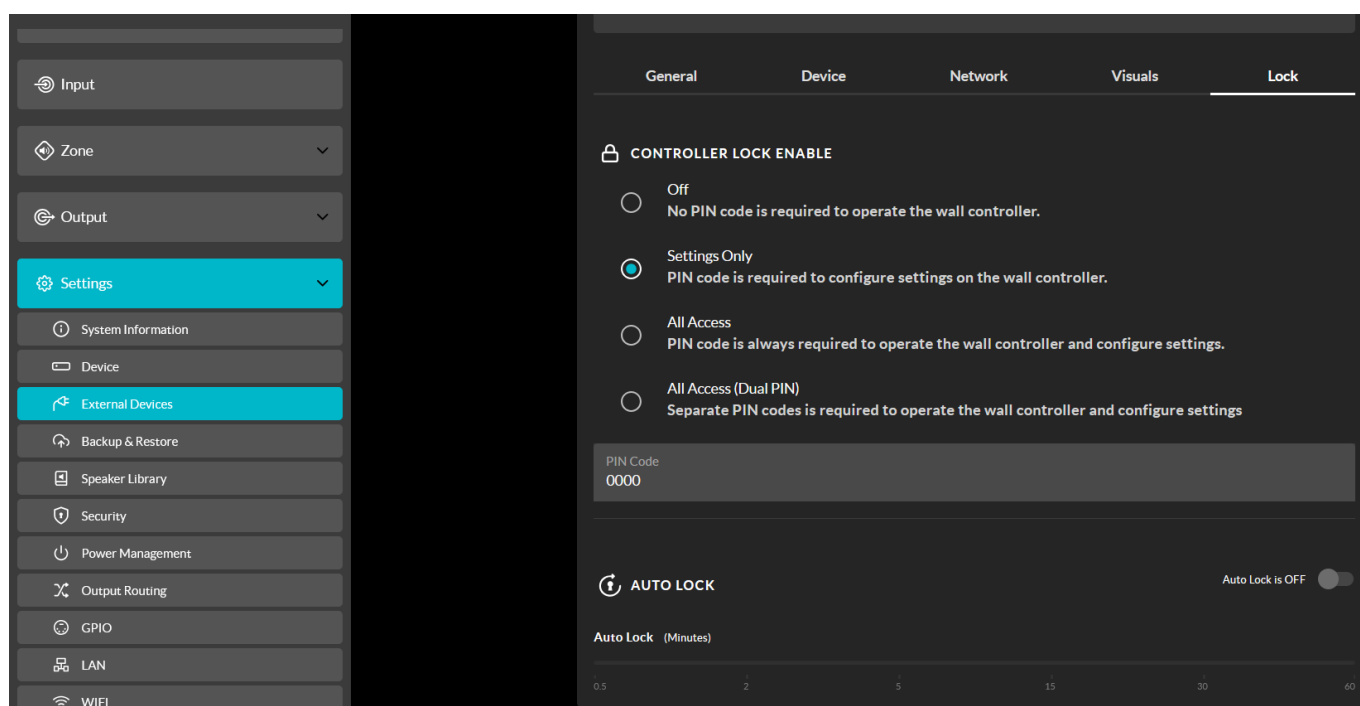 Input
Zone
Output
Settings
System Information
Device
External Devices
Backup & Restore
Speaker Library
Security
Power Management
Output Routing
GPIO
LAN
WIFI
General Device Network Visuals Lock
CONTROLLER LOCK ENABLE
Off
No PIN code is required to operate the wall controller.
Settings Only
PIN code is required to configure settings on the wall controller.
All Access
PIN code is always required to operate the wall controller and configure settings.
All Access (Dual PIN)
Separate PIN codes is required to operate the wall controller and configure settings
PIN Code
0000
AUTO LOCK
Auto Lock is OFF
Auto Lock (Minutes)
0.5 2 5 15 30 60